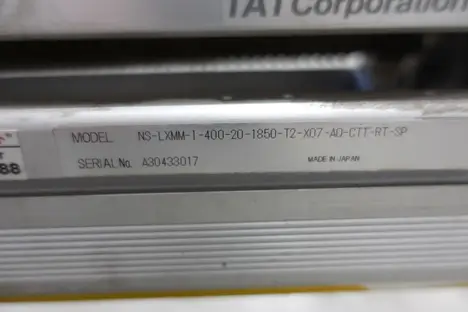 IAI Corporation
MODEL NS-LXMM-I-400-20-1850-T2-X07-AQ-CTT-RT-SP
88
SERIAL No. A30433017 MADE IN JAPAN